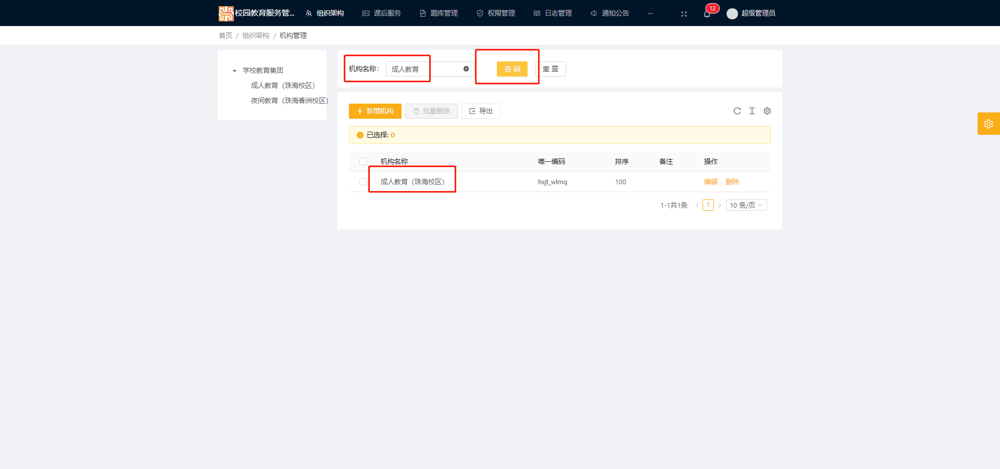 校园教育服务管... 组织架构 课后服务 题库管理 权限管理 日志管理 通知公告 ... 12 超级管理员
首页 / 组织架构 / 机构管理
学校教育集团
成人教育（珠海校区）
夜间教育（珠海香洲校区）
机构名称： 成人教育 查 询 重 置
新增机构 批量删除 导出
已选择: 0
机构名称 唯一编码 排序 备注 操作
成人教育（珠海校区） hxjt_wlmq 100 编辑 删除
1-1共1条 < 1 > 10 条/页